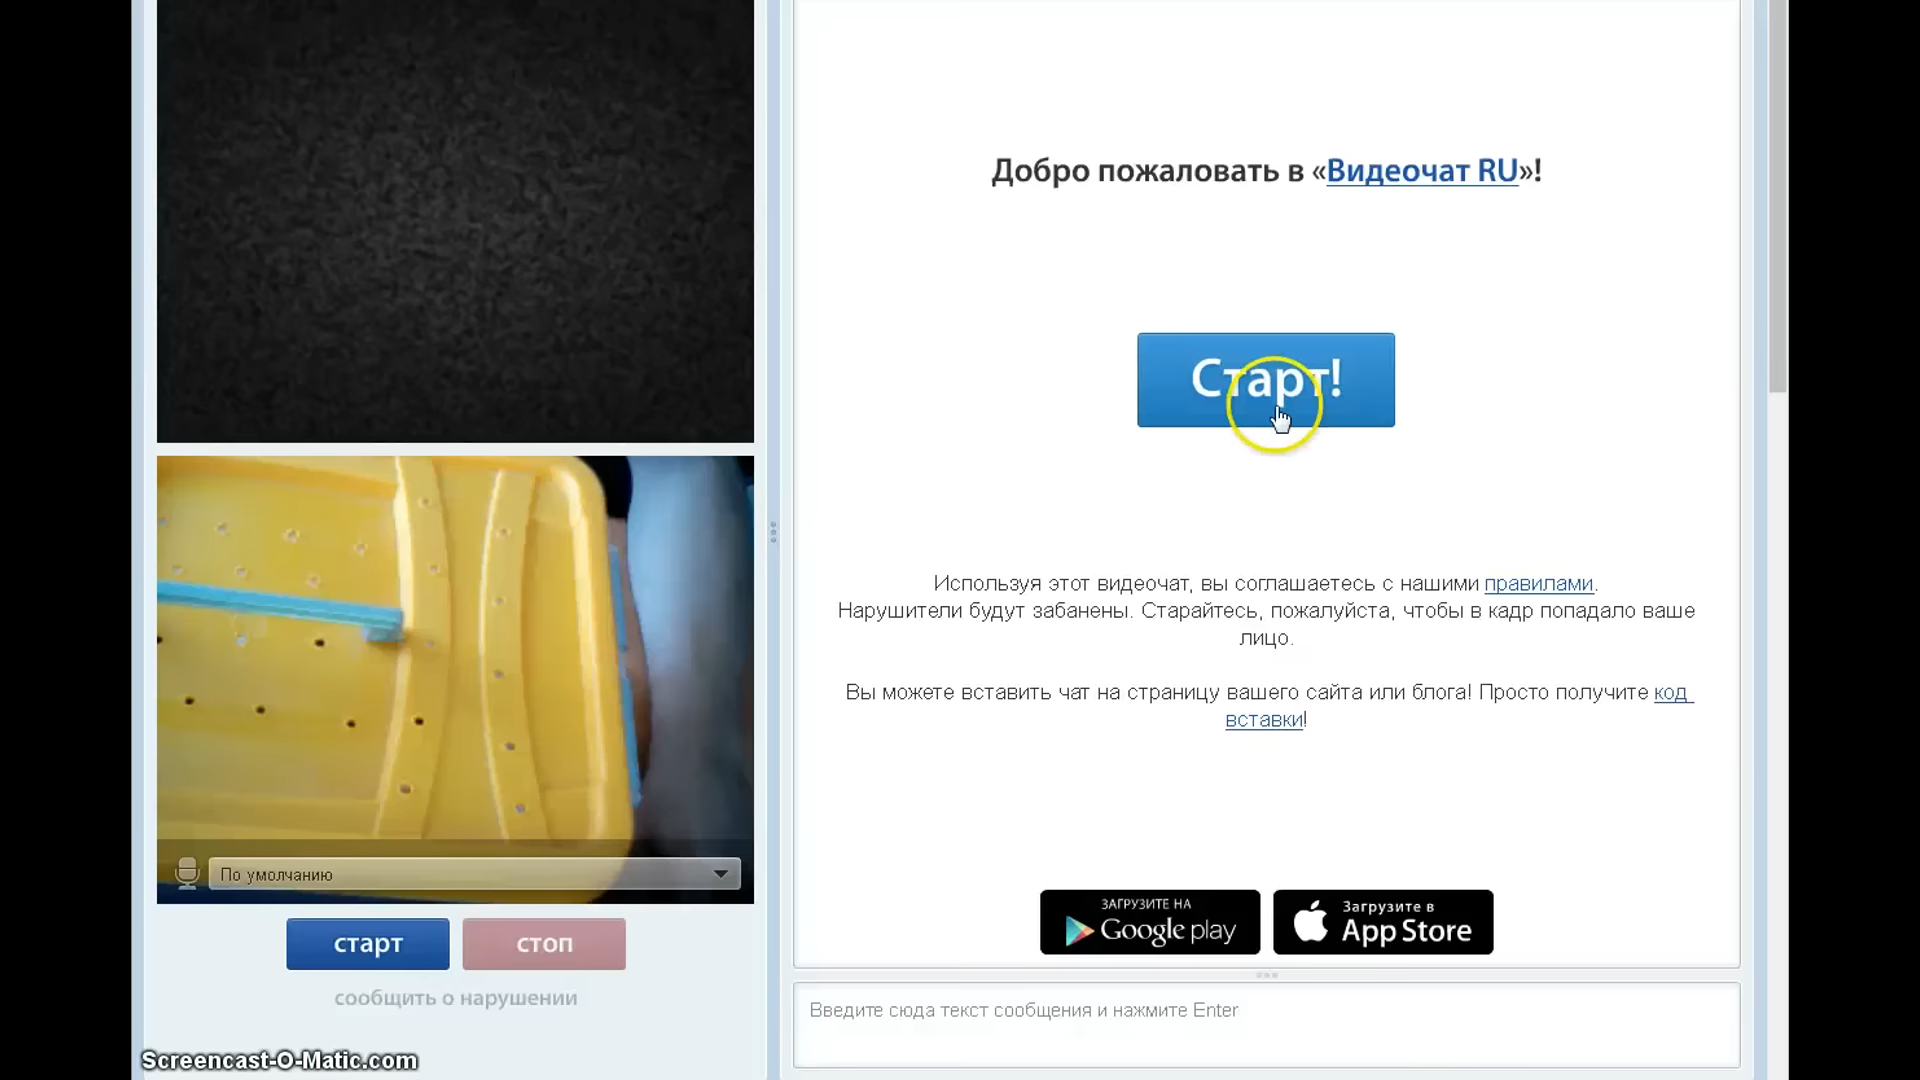 Добро пожаловать в «Видеочат RU»!
Старт!
Используя этот видеочат, вы соглашаетесь с нашими правилами.
Нарушители будут забанены. Старайтесь, пожалуйста, чтобы в кадр попадало ваше
лицо.
Вы можете вставить чат на страницу вашего сайта или блога! Просто получите код
вставки!
ЗАГРУЗИТЕ НА
Google play
Загрузите в
App Store
По умолчанию
старт
стоп
сообщить о нарушении
Введите сюда текст сообщения и нажмите Enter
Screencast-O-Matic.com